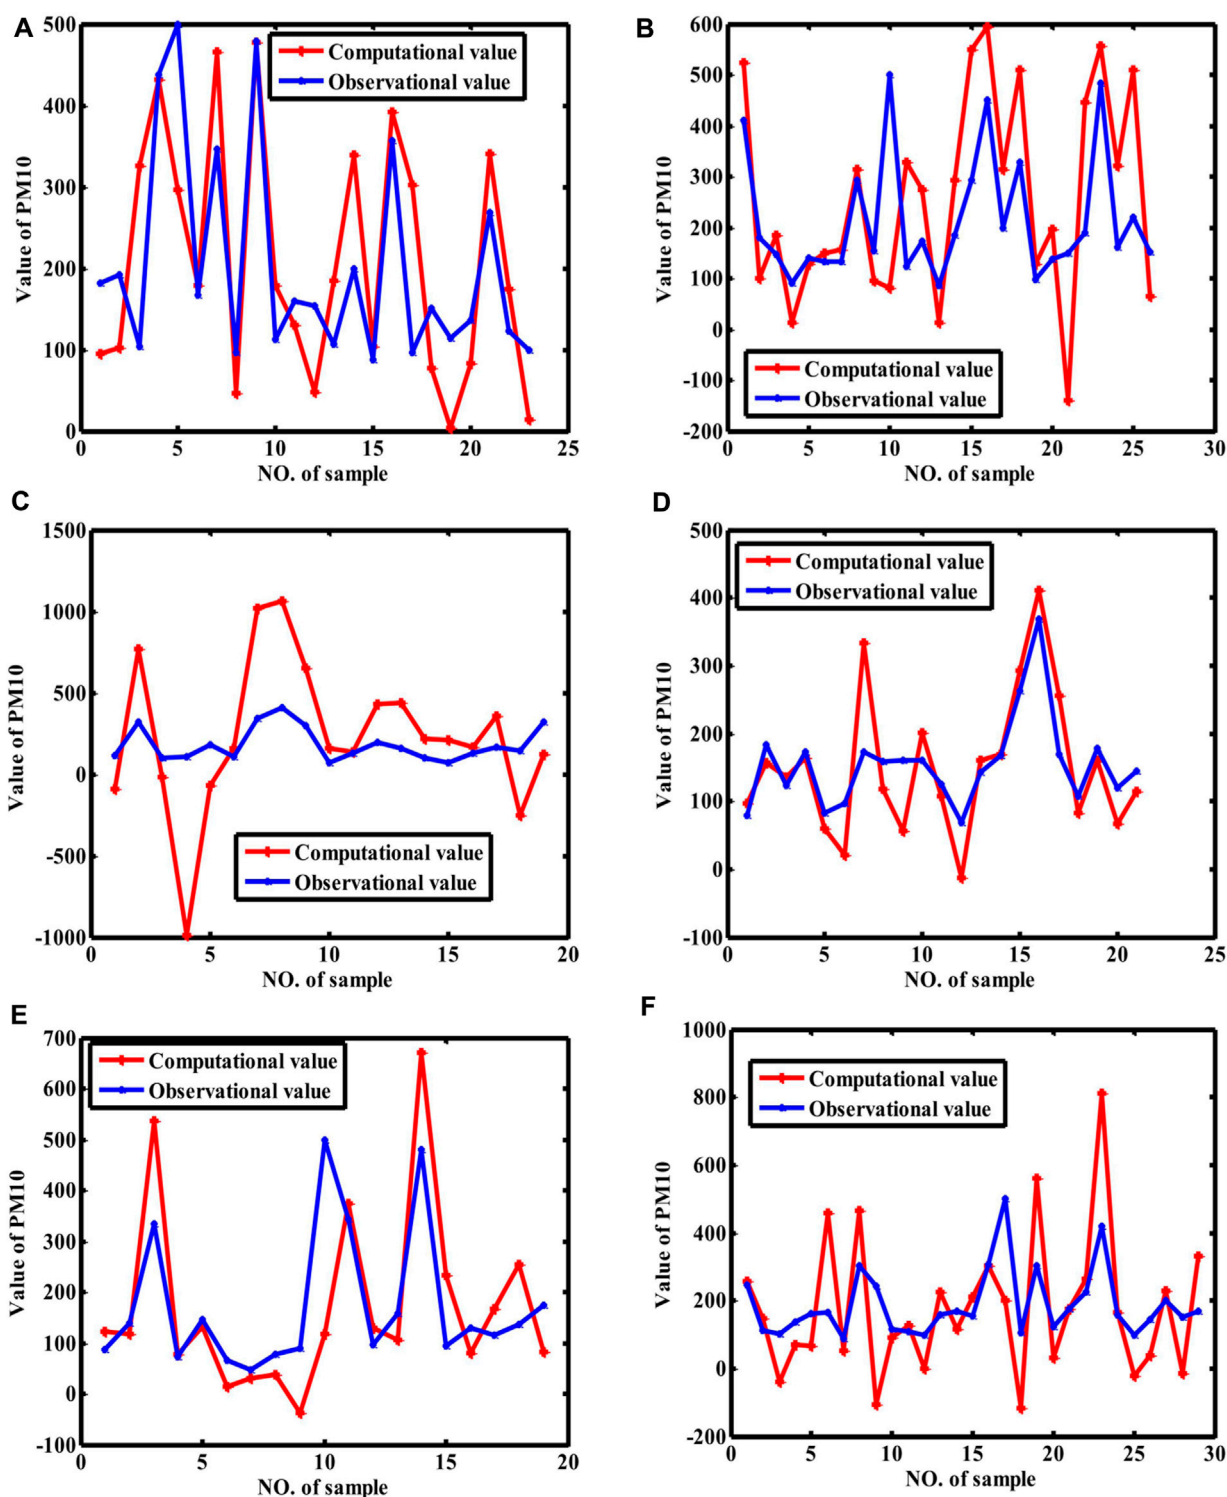 A
500
400
300
200
100
0
5
10
15
20
25
Value of PM10
NO. of sample
Computational value
Observational value
B
600
500
400
300
200
100
0
-100
-200
0
5
10
15
20
25
30
Value of PM10
NO. of sample
Computational value
Observational value
C
1500
1000
500
0
-500
-1000
0
5
10
15
20
Value of PM10
NO. of sample
Computational value
Observational value
D
500
400
300
200
100
0
-100
0
5
10
15
20
25
Value of PM10
NO. of sample
Computational value
Observational value
E
700
600
500
400
300
200
100
0
-100
0
5
10
15
20
Value of PM10
NO. of sample
Computational value
Observational value
F
1000
800
600
400
200
0
-200
0
5
10
15
20
25
30
Value of PM10
NO. of sample
Computational value
Observational value